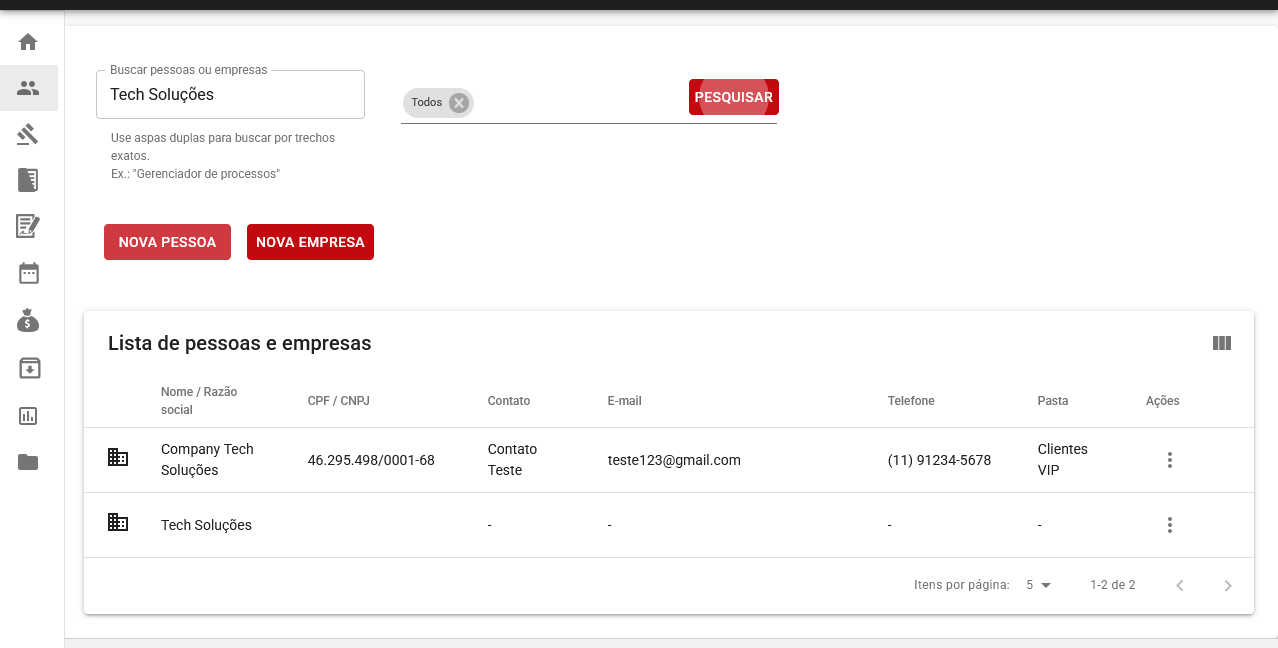 Buscar pessoas ou empresas
Tech Soluções
Todos
PESQUISAR
Use aspas duplas para buscar por trechos
exatos.
Ex.: "Gerenciador de processos"
NOVA PESSOA
NOVA EMPRESA
Lista de pessoas e empresas
Nome / Razão
social
CPF / CNPJ
Contato
E-mail
Telefone
Pasta
Ações
Company Tech
Soluções
46.295.498/0001-68
Contato
Teste
teste123@gmail.com
(11) 91234-5678
Clientes
VIP
Tech Soluções
-
-
-
-
Itens por página:
5
1-2 de 2